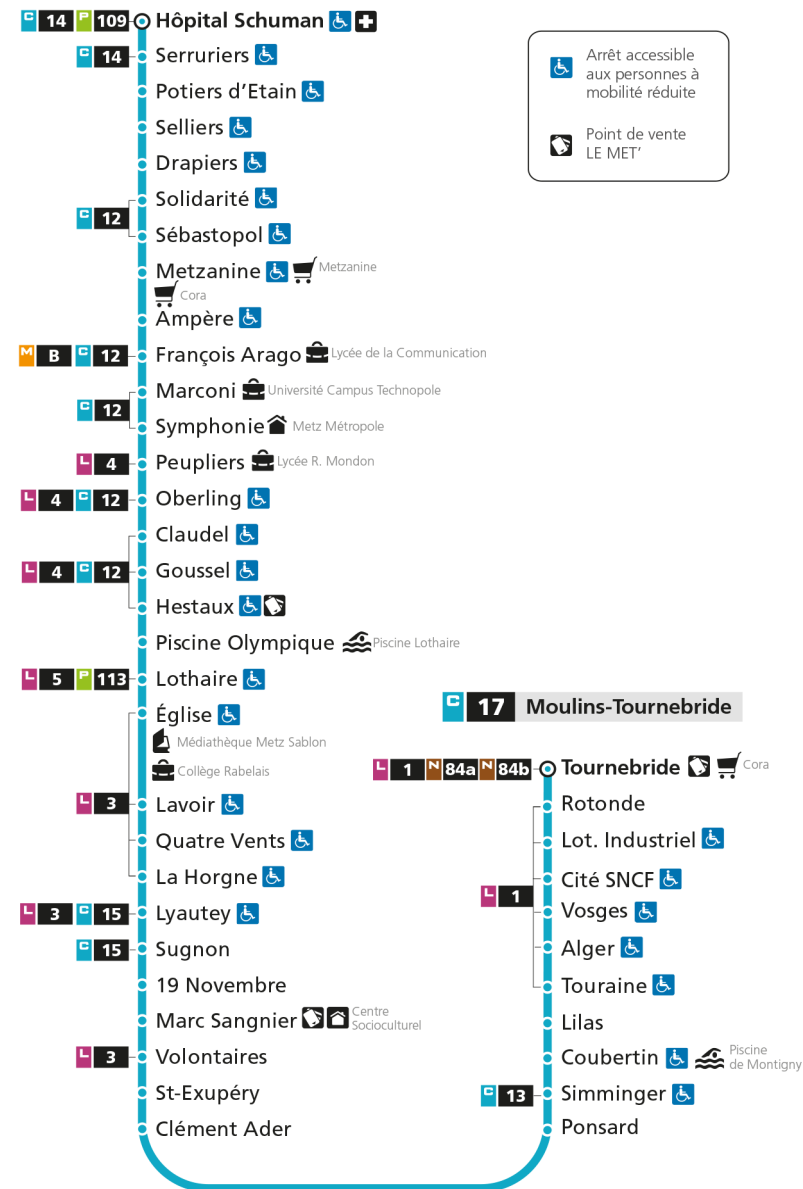 C 14 P 109 Hôpital Schuman
C 14 Serruriers
Potiers d’Etain
Selliers
Drapiers
Solidarité
C 12
Sébastopol
Metzanine Metzanine
Cora
Ampère
M B C 12 François Arago Lycée de la Communication
Marconi Université Campus Technopole
C 12
Symphonie Metz Métropole
L 4 Peupliers Lycée R. Mondon
L 4 C 12 Oberling
Claudel
L 4 C 12 Goussel
Hestaux
Piscine Olympique Piscine Lothaire
L 5 P 113 Lothaire
Église
Médiathèque Metz Sablon
Collège Rabelais
L 3 Lavoir
Quatre Vents
La Horgne
L 3 C 15 Lyautey
C 15 Sugnon
19 Novembre
Marc Sangnier Centre
Socioculturel
L 3 Volontaires
St-Exupéry
Clément Ader
Arrêt accessible
aux personnes à
mobilité réduite
Point de vente
LE MET’
C 17 Moulins-Tournebride
L 1 N 84a N 84b Tournebride Cora
Rotonde
Lot. Industriel
Cité SNCF
L 1
Vosges
Alger
Touraine
Lilas
Coubertin Piscine
de Montigny
C 13 Simminger
Ponsard